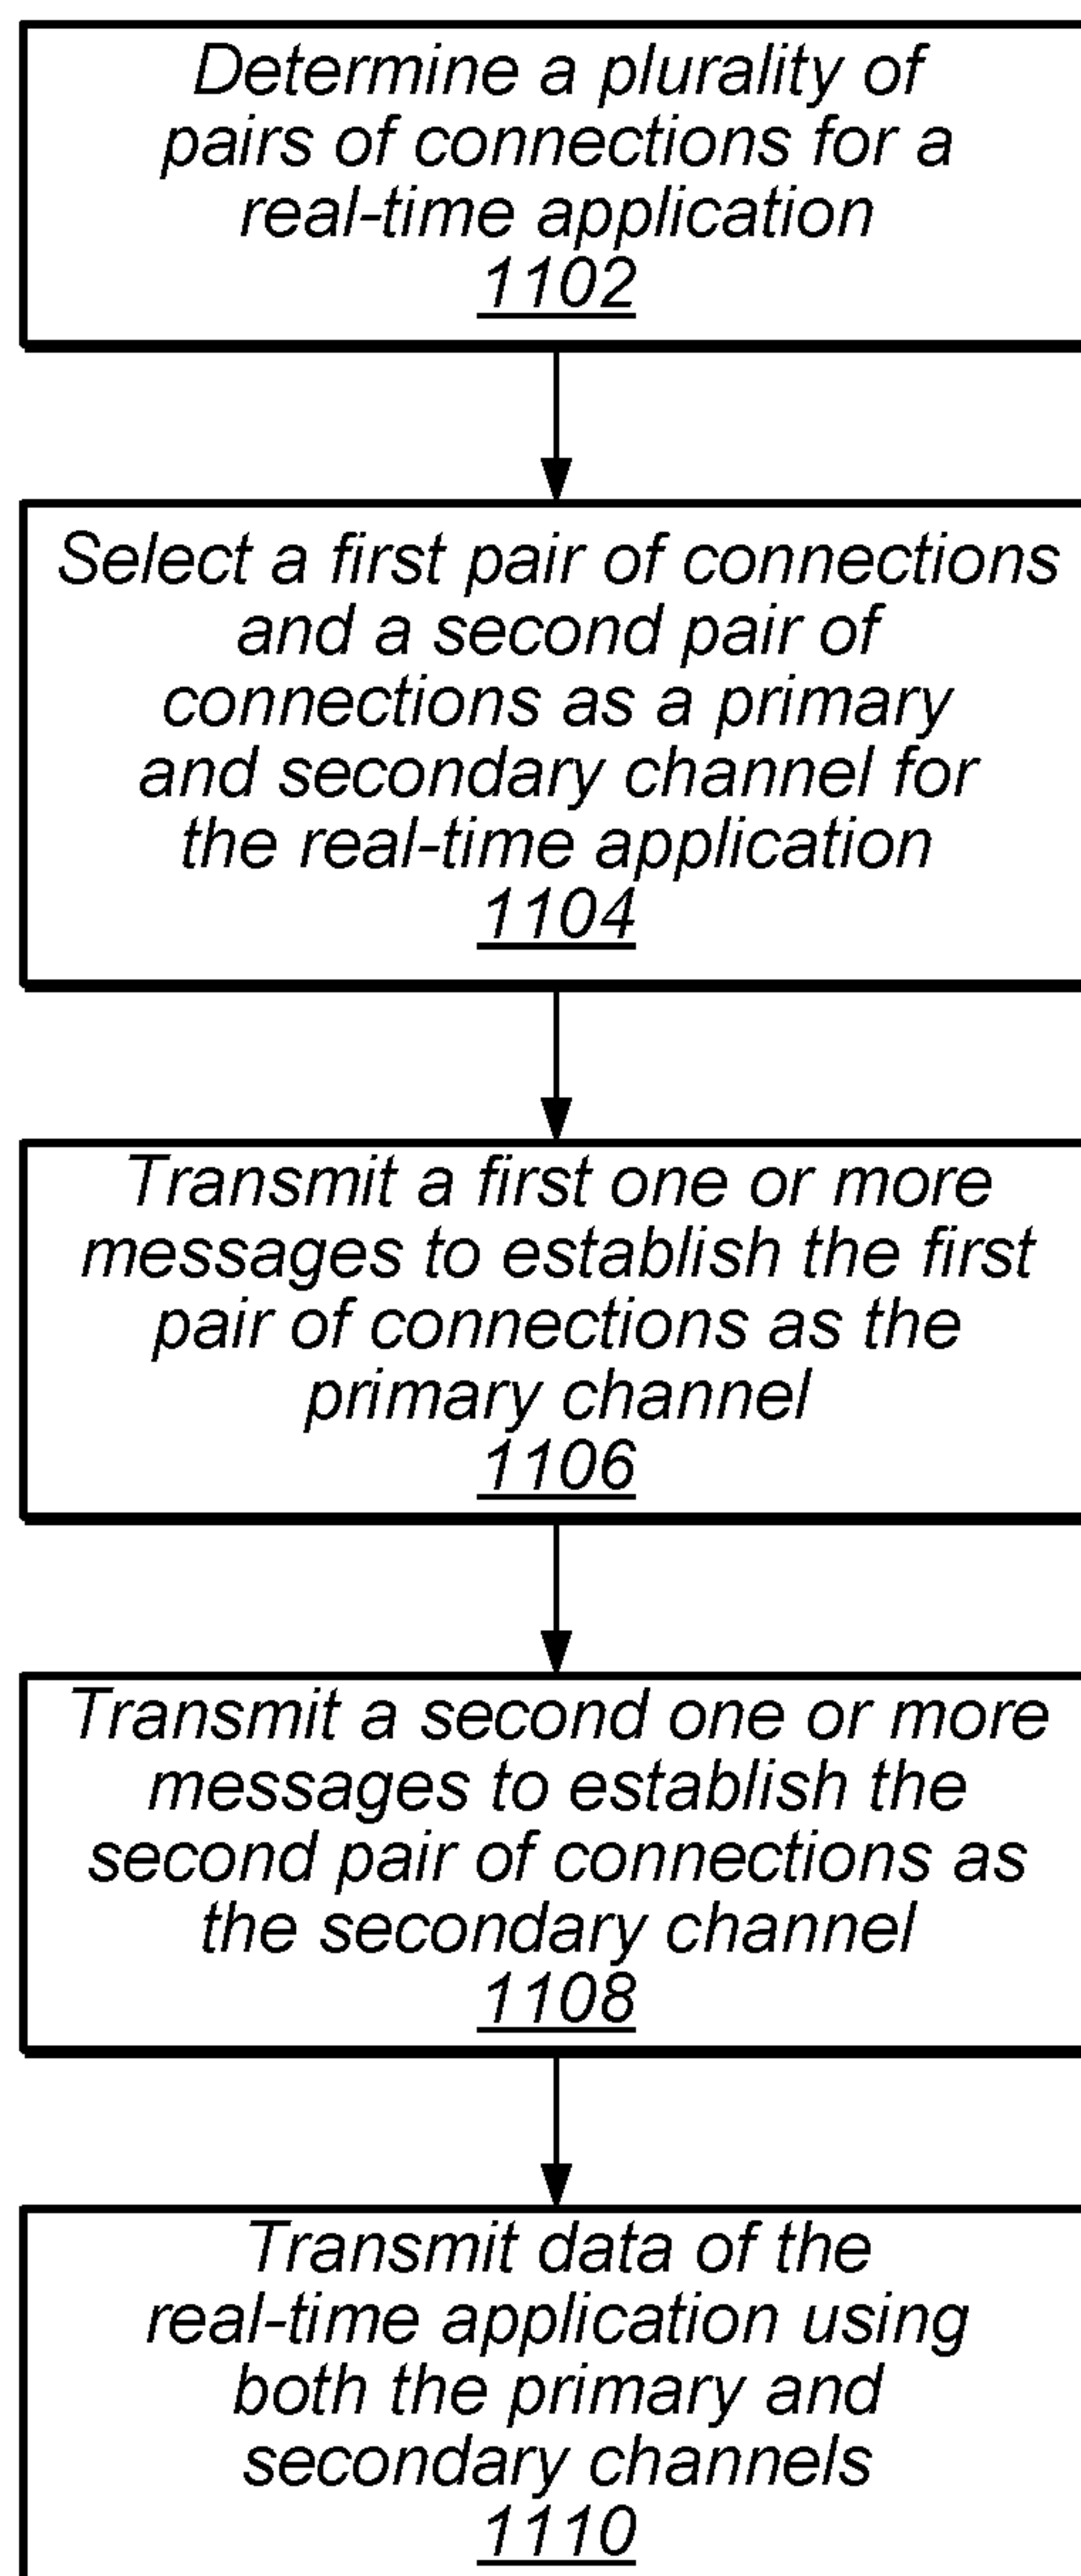 Determine a plurality of
pairs of connections for a
real-time application
1102
Select a first pair of connections
and a second pair of
connections as a primary
and secondary channel for
the real-time application
1104
Transmit a first one or more
messages to establish the first
pair of connections as the
primary channel
1106
Transmit a second one or more
messages to establish the
second pair of connections as
the secondary channel
1108
Transmit data of the
real-time application using
both the primary and
secondary channels
1110